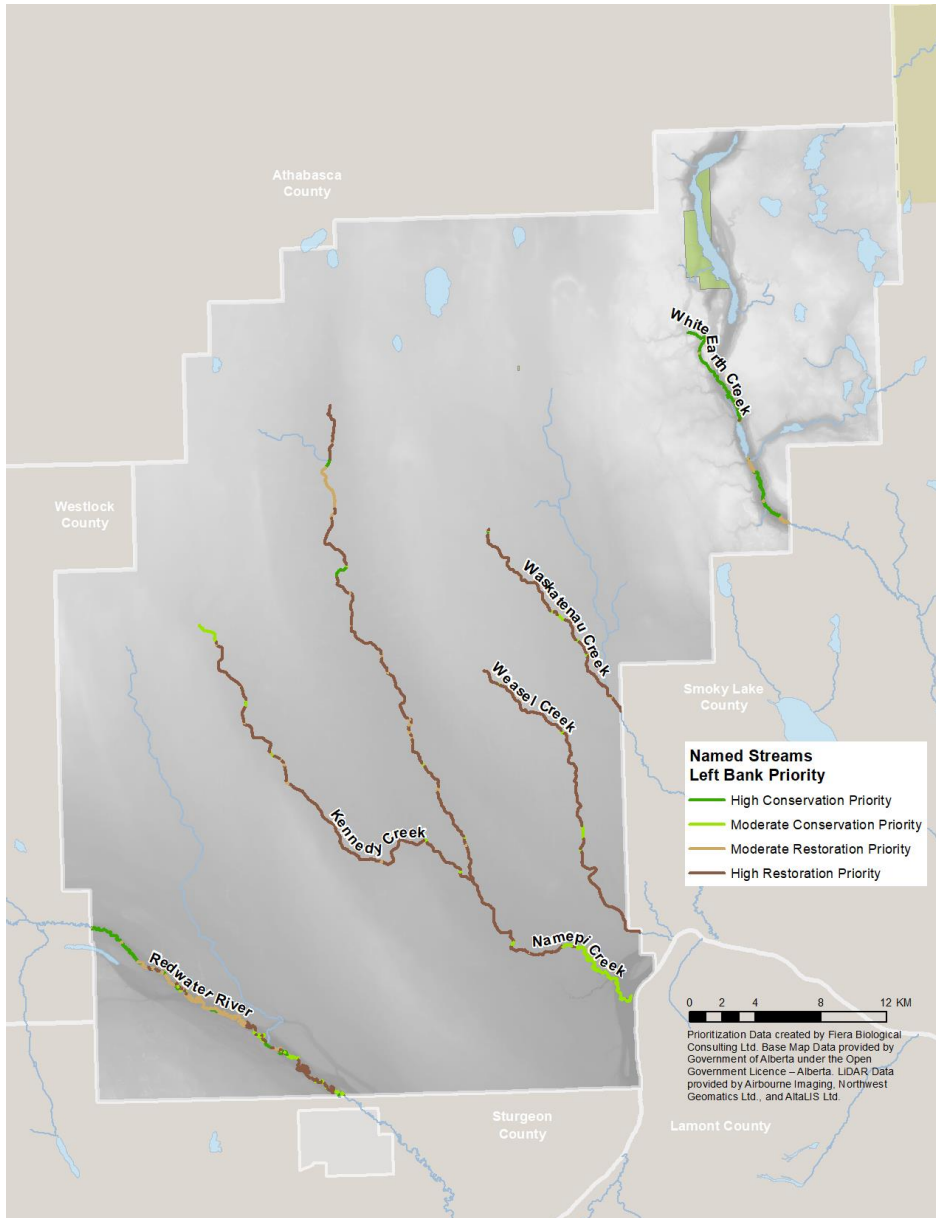 Athabasca
County
White Earth Creek
Westlock
County
Waskatenau Creek
Weasel Creek
Smoky Lake
County
Named Streams
Left Bank Priority
High Conservation Priority
Moderate Conservation Priority
Moderate Restoration Priority
High Restoration Priority
Kennedy Creek
Namepi Creek
Redwater River
0 2 4 8 12 KM
Prioritization Data created by Fiera Biological
Consulting Ltd. Base Map Data provided by
Government of Alberta under the Open
Government Licence – Alberta. LiDAR Data
provided by Airbourne Imaging, Northwest
Geomatics Ltd., and AltaLIS Ltd.
Sturgeon
County
Lamont County